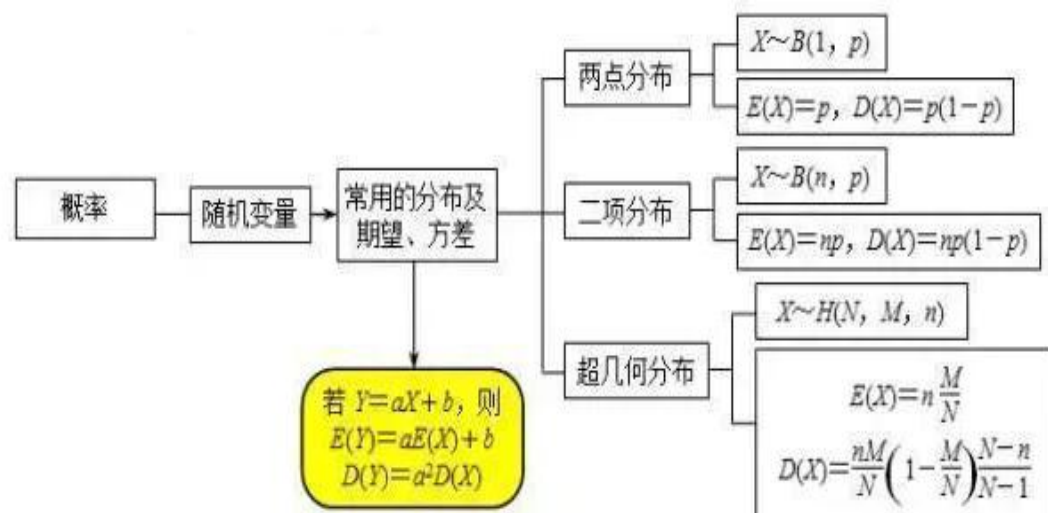 概率
随机变量
常用的分布及
期望、方差
若 Y=aX+b，则
E(Y)=aE(X)+b
D(Y)=a²D(X)
两点分布
X～B(1，p)
E(X)=p，D(X)=p(1-p)
二项分布
X～B(n，p)
E(X)=np，D(X)=np(1-p)
超几何分布
X～H(N，M，n)
E(X)=n M/N
D(X)=nM/N(1-M/N)N-n/N-1